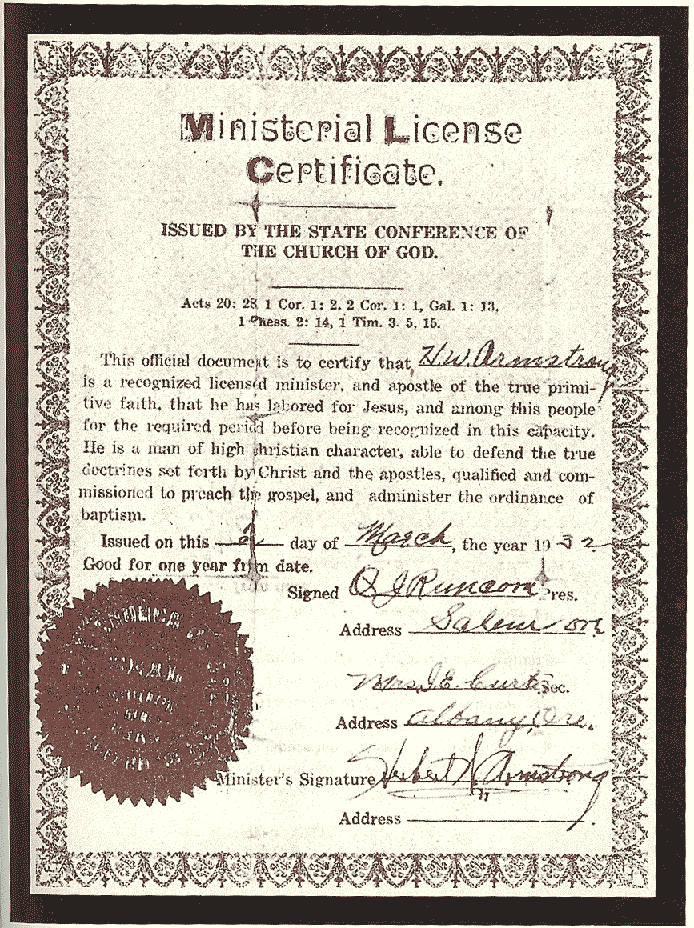 Ministerial License
Certificate.
ISSUED BY THE STATE CONFERENCE OF
THE CHURCH OF GOD.
Acts 20: 28, 1 Cor. 1: 2. 2 Cor. 1: 1, Gal. 1: 13,
1 Thess. 2: 14, 1 Tim. 3. 5, 15.
This official document is to certify that H W Armstrong
is a recognized licensed minister, and apostle of the true primi-
tive faith, that he has labored for Jesus, and among this people
for the required period before being recognized in this capacity.
He is a man of high christian character, able to defend the true
doctrines set forth by Christ and the apostles, qualified and com-
missioned to preach the gospel, and administer the ordinance of
baptism.
Issued on this 2 day of March, the year 1932
Good for one year from date.
Signed O J Runcorn Pres.
Address Salem Ore
Mrs. I. E. Curtis Sec.
Address Albany, Ore.
Minister's Signature Herbert W Armstrong
Address